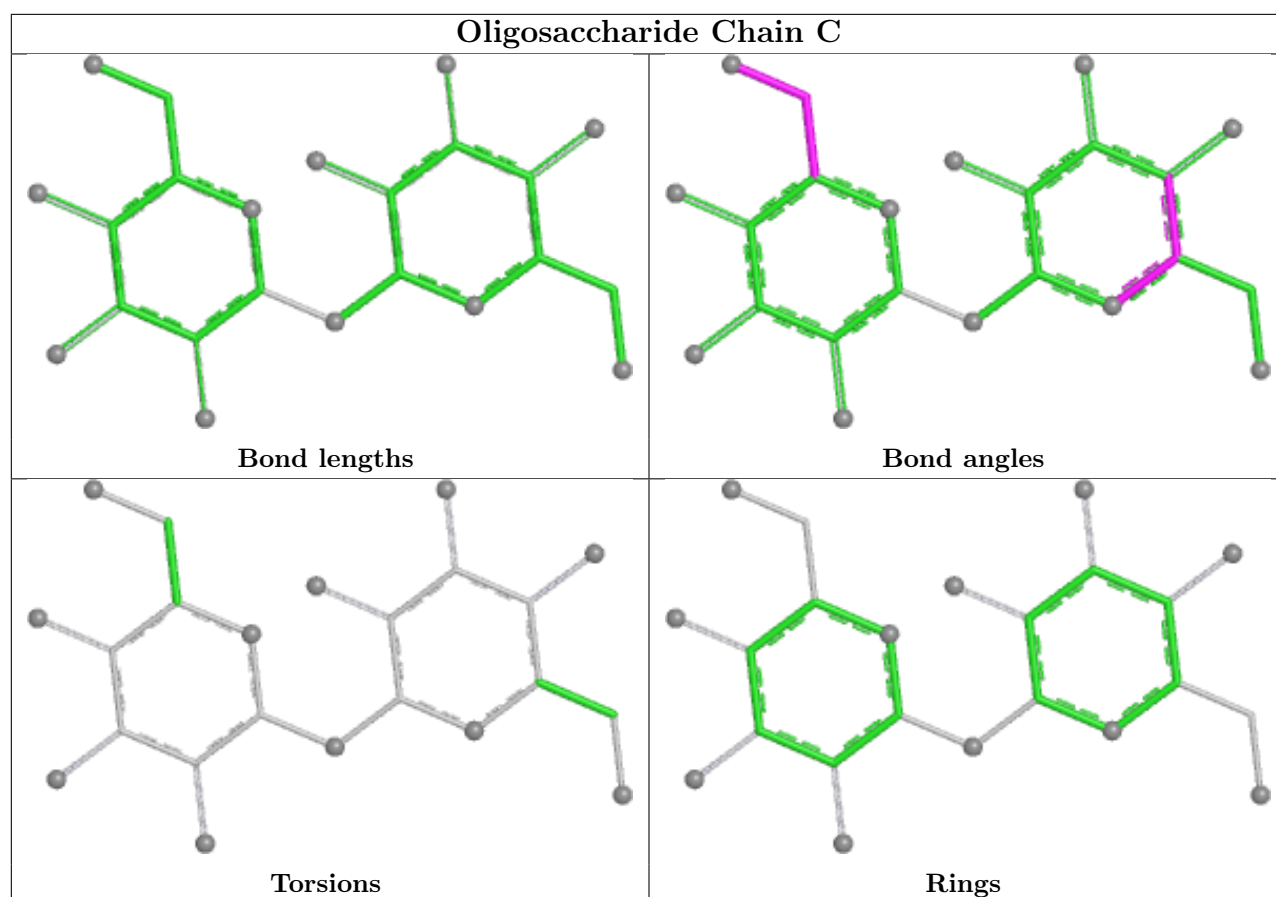 Oligosaccharide Chain C
Bond lengths
Bond angles
Torsions
Rings